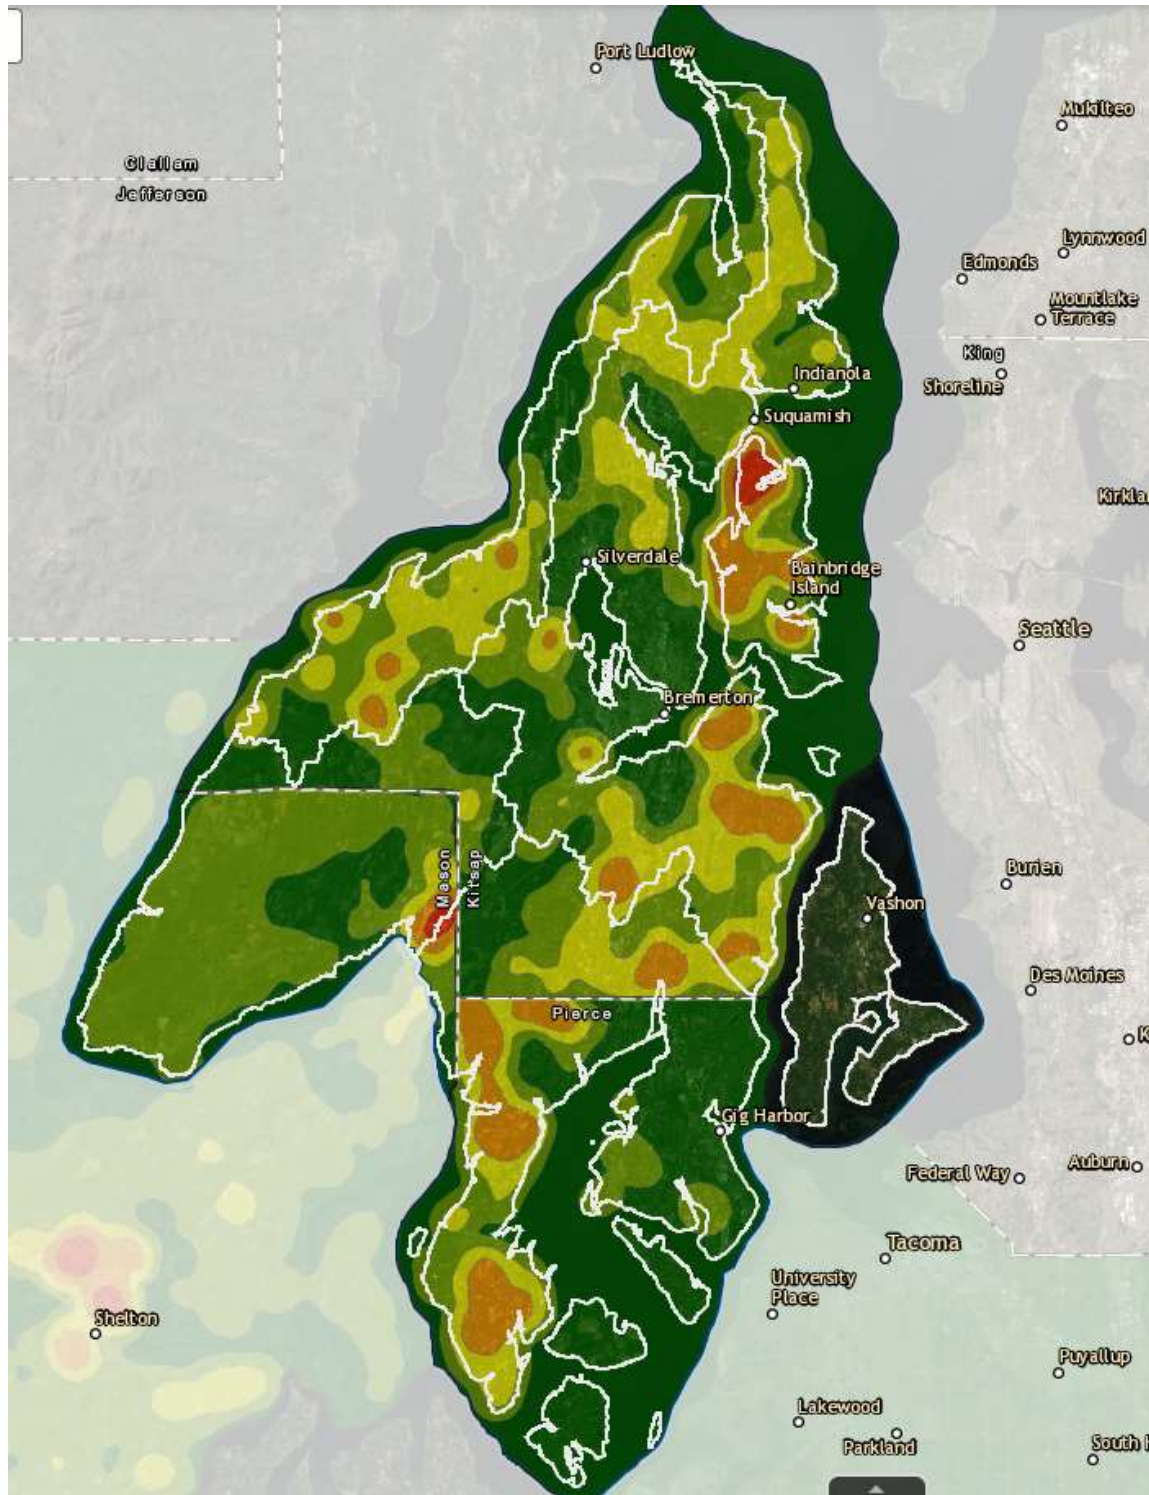 Port Ludlow
Mukilteo
Clallam
Jefferson
Lynnwood
Edmonds
Mountlake
Terrace
King
Shoreline
Indianola
Suquamish
Silverdale
Bainbridge
Island
Seattle
Bremerton
Mason
Kitsap
Burien
Vashon
Des Moines
Pierce
Gig Harbor
Auburn
Federal Way
Tacoma
University
Place
Shelton
Puyallup
Lakewood
Parkland
South